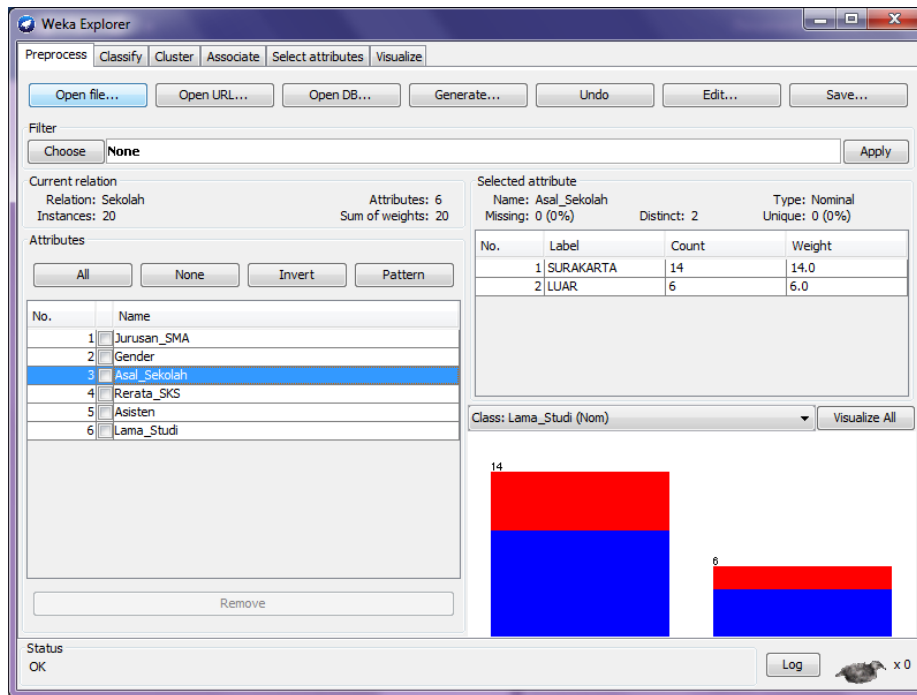 Weka Explorer
Preprocess Classify Cluster Associate Select attributes Visualize
Open file... Open URL... Open DB... Generate... Undo Edit... Save...
Filter
Choose None Apply
Current relation
Relation: Sekolah Attributes: 6
Instances: 20 Sum of weights: 20
Attributes
All None Invert Pattern
No. Name
1 Jurusan_SMA
2 Gender
3 Asal_Sekolah
4 Rerata_SKS
5 Asisten
6 Lama_Studi
Remove
Selected attribute
Name: Asal_Sekolah Type: Nominal
Missing: 0 (0%) Distinct: 2 Unique: 0 (0%)
No. Label Count Weight
1 SURAKARTA 14 14.0
2 LUAR 6 6.0
Class: Lama_Studi (Nom) Visualize All
14
6
Status
OK Log x 0